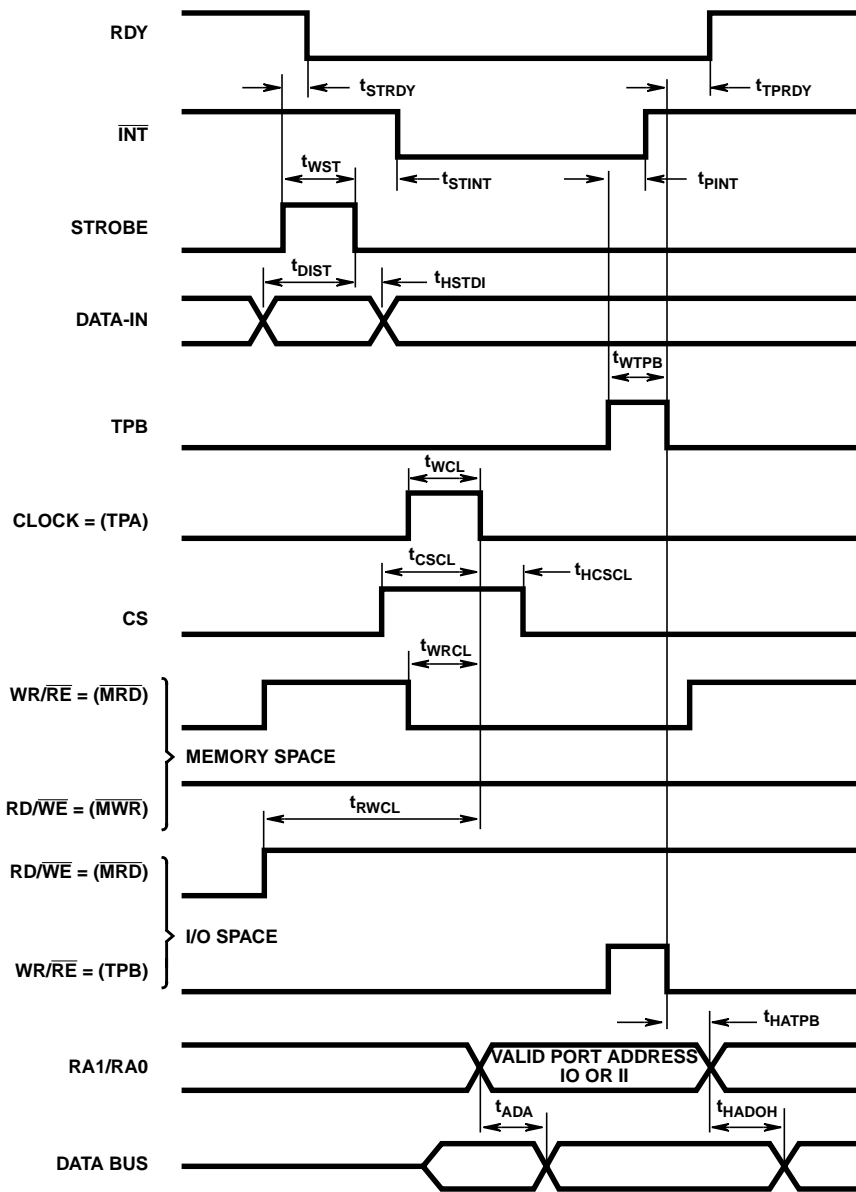 RDY
tSTRDY
tTPRDY
INT
tWST
tSTINT
tPINT
STROBE
tDIST
tHSTDI
DATA-IN
tWTPB
TPB
tWCL
CLOCK = (TPA)
tCSCL
tHCSCL
CS
tWRCL
WR/RE = (MRD)
MEMORY SPACE
RD/WE = (MWR)
tRWCL
RD/WE = (MRD)
I/O SPACE
WR/RE = (TPB)
tHATPB
RA1/RA0
VALID PORT ADDRESS
IO OR II
tADA
tHADOH
DATA BUS